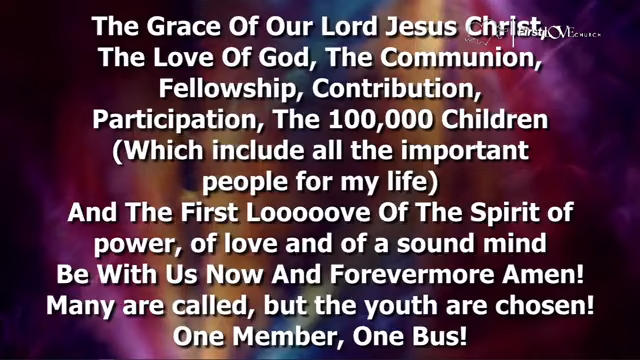 The Grace Of Our Lord Jesus Christ,
First LOVE CHURCH
The Love Of God, The Communion,
Fellowship, Contribution,
Participation, The 100,000 Children
(Which include all the important
people for my life)
And The First Looooove Of The Spirit of
power, of love and of a sound mind
Be With Us Now And Forevermore Amen!
Many are called, but the youth are chosen!
One Member, One Bus!